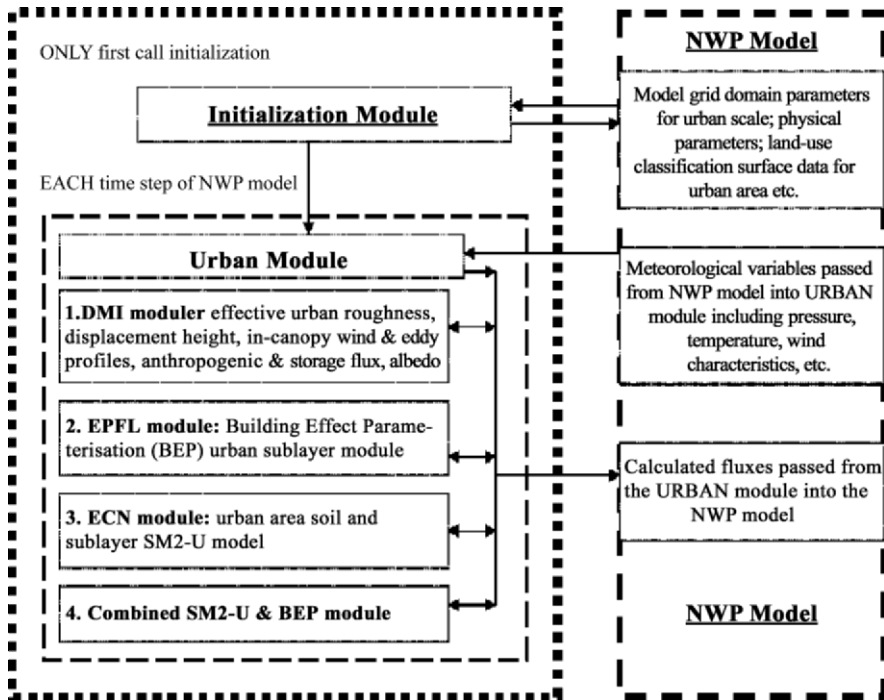 ONLY first call initialization
Initialization Module
EACH time step of NWP model
Urban Module
1.DMI moduler effective urban roughness,
displacement height, in-canopy wind & eddy
profiles, anthropogenic & storage flux, albedo
2. EPFL module: Building Effect Parame-
terisation (BEP) urban sublayer module
3. ECN module: urban area soil and
sublayer SM2-U model
4. Combined SM2-U & BEP module
NWP Model
Model grid domain parameters
for urban scale; physical
parameters; land-use
classification surface data for
urban area etc.
Meteorological variables passed
from NWP model into URBAN
module including pressure,
temperature, wind
characteristics, etc.
Calculated fluxes passed from
the URBAN module into the
NWP model
NWP Model